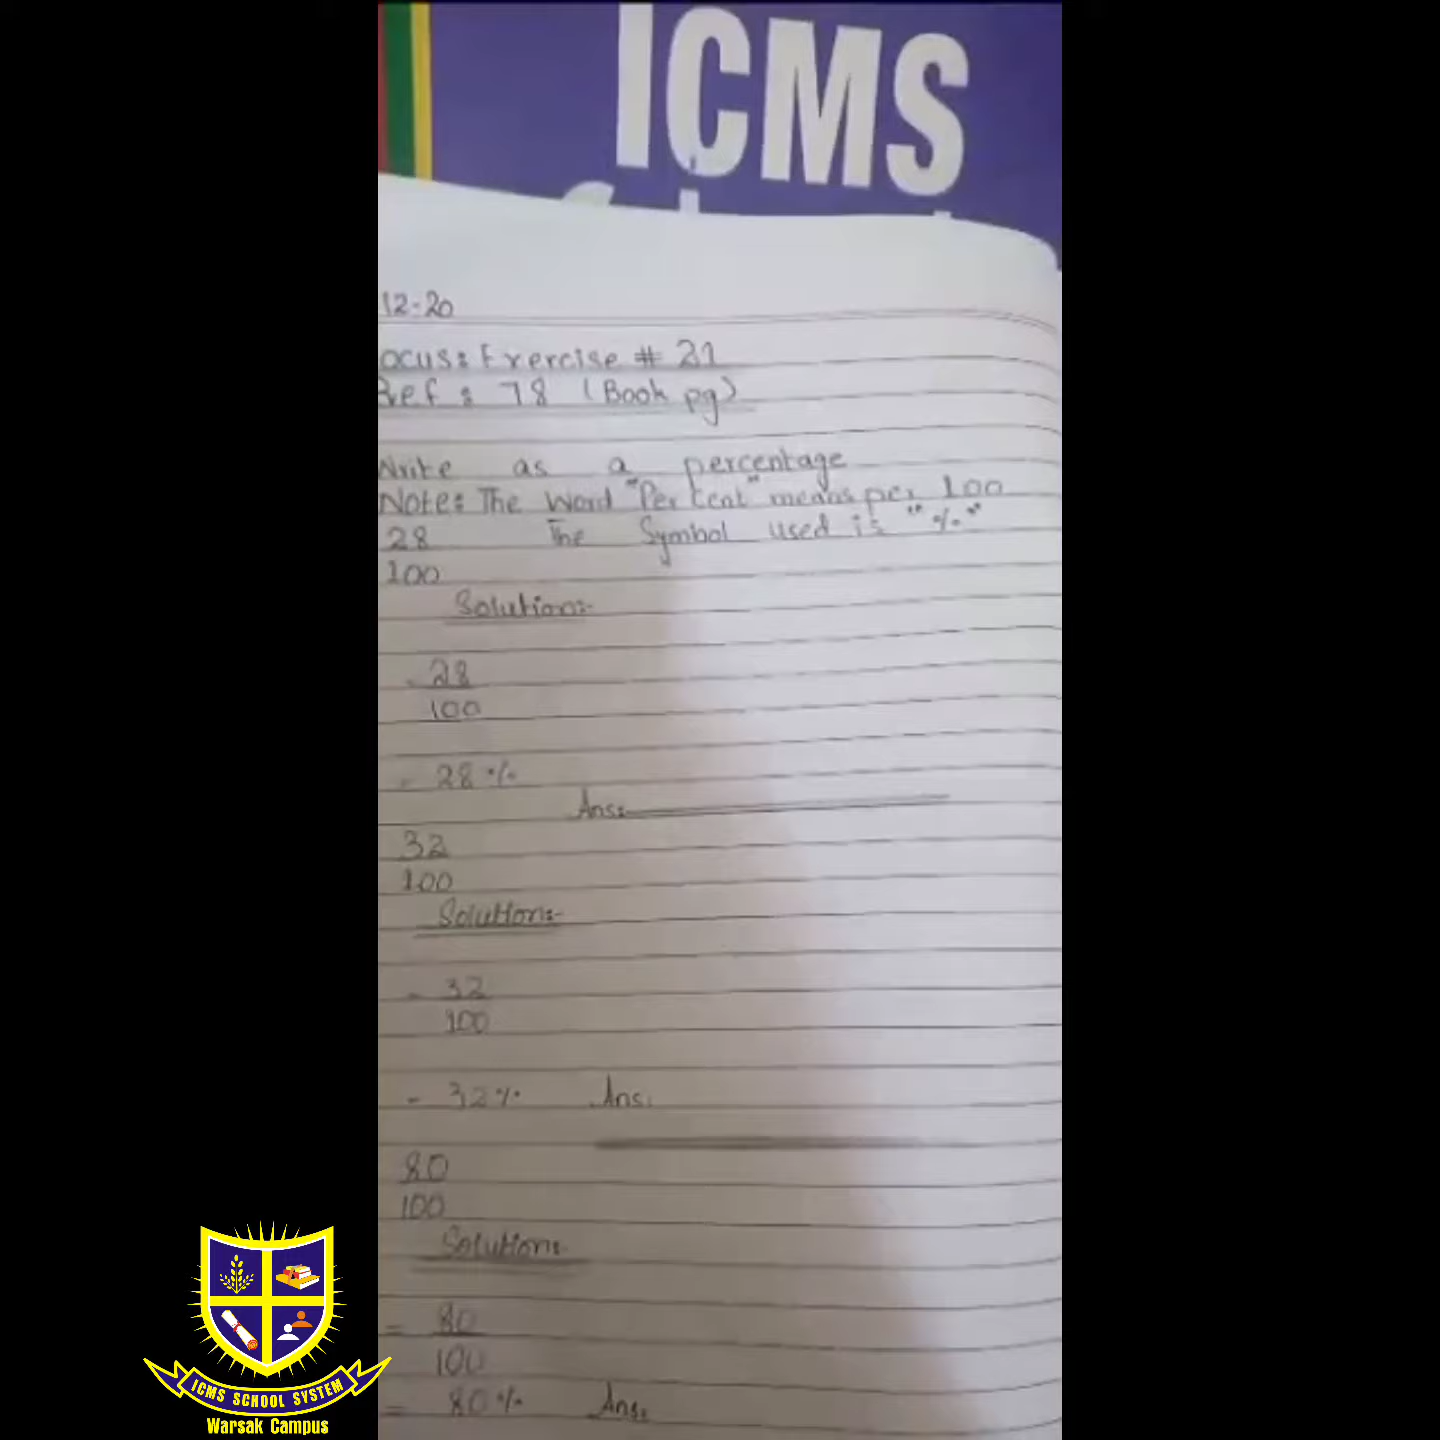 ICMS
12-20
ocus: Exercise # 21
Ref : 78 (Book pg)
Write as a percentage
Note: The word "Per Cent" means per 100
28 The Symbol used is "%"
100
Solution:-
28
100
= 28%
Ans:
32
100
Solution:-
= 32
100
= 32% Ans:
80
100
Solution:-
= 80
100
= 80% Ans:
ICMS SCHOOL SYSTEM
Warsak Campus